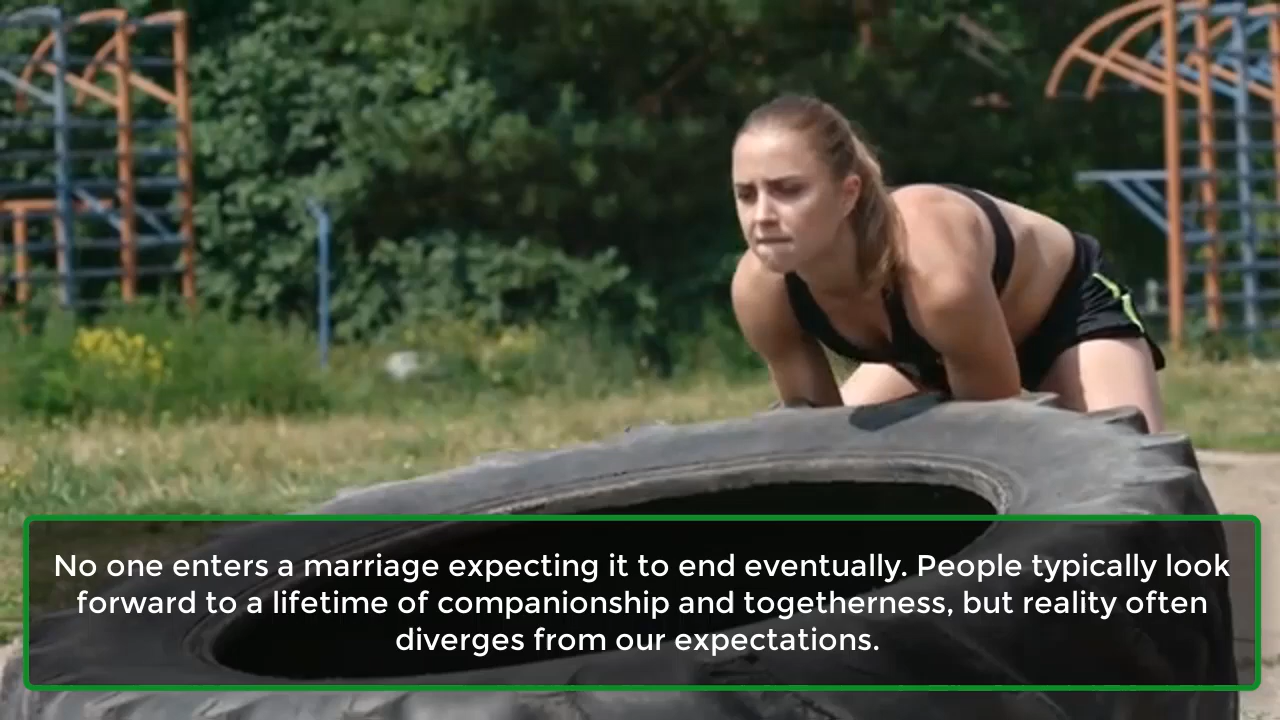 No one enters a marriage expecting it to end eventually. People typically look
forward to a lifetime of companionship and togetherness, but reality often
diverges from our expectations.